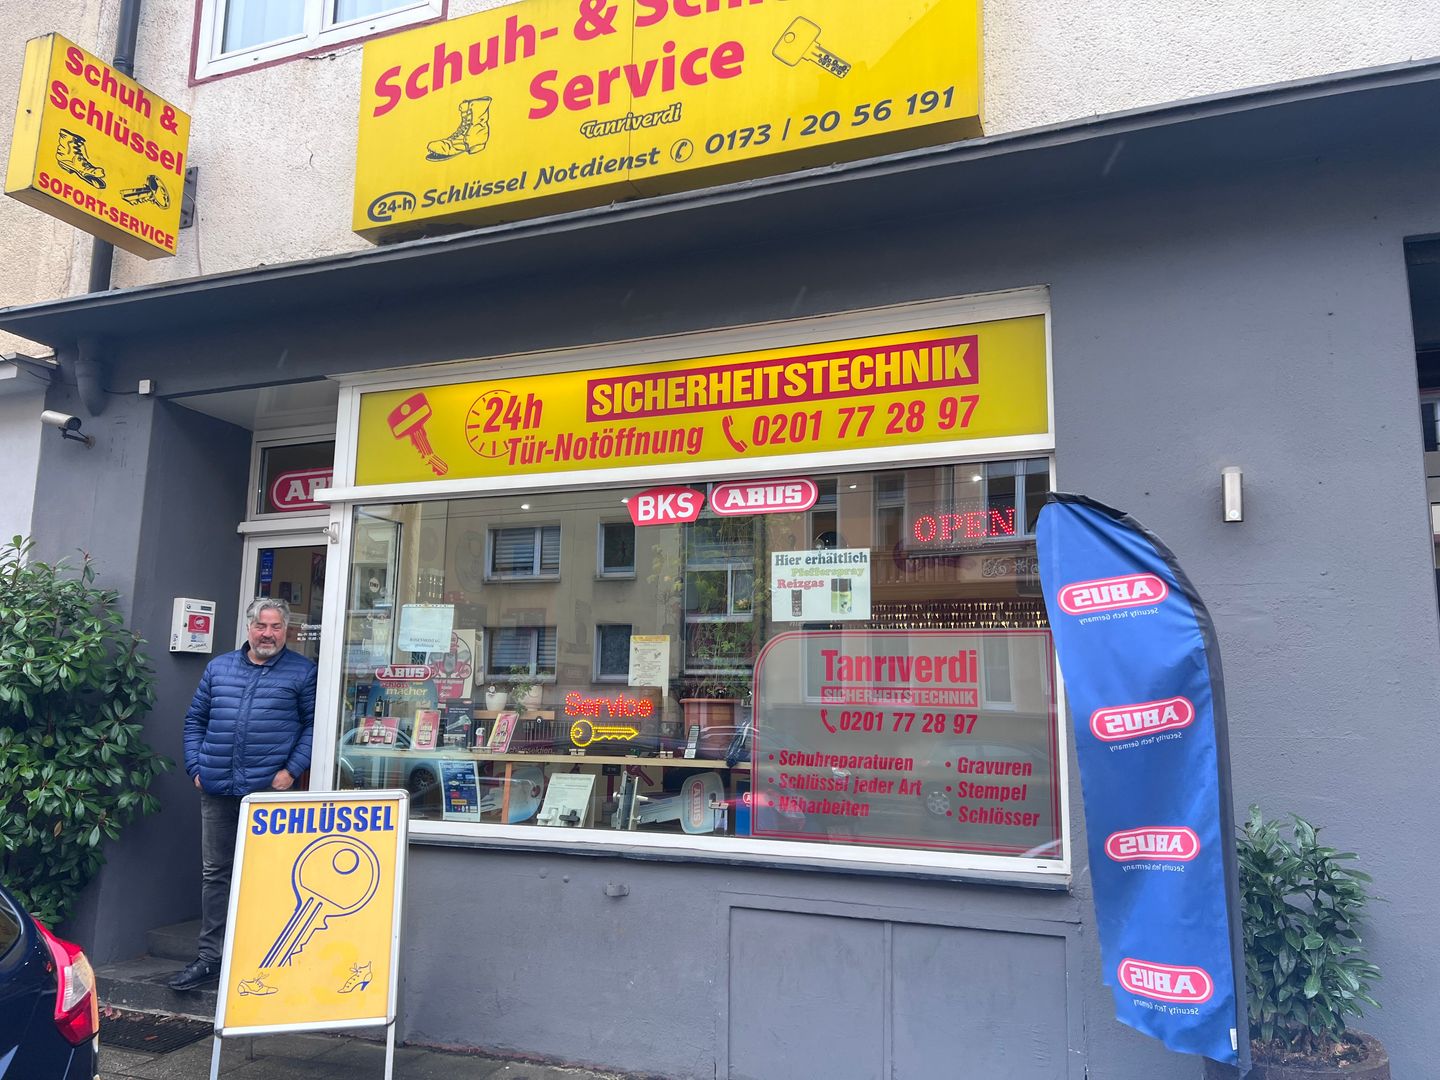 Schuh &
Schlüssel
SOFORT-SERVICE
Schuh- &
Service
Tanriverdi
24-h Schlüssel Notdienst 0173 / 20 56 191
24h SICHERHEITSTECHNIK
Tür-Notöffnung 0201 77 28 97
BKS ABUS
OPEN
Hier erhältlich
Pfefferspray
Reizgas
ABUS
Service
Tanrıverdi
SICHERHEITSTECHNIK
0201 77 28 97
• Schuhreparaturen
• Schlüssel jeder Art
• Näharbeiten
• Gravuren
• Stempel
• Schlösser
SCHLÜSSEL
ABUS
Security Tech Germany
ABUS
Security Tech Germany
ABUS
Security Tech Germany
ABUS
Security Tech Germany